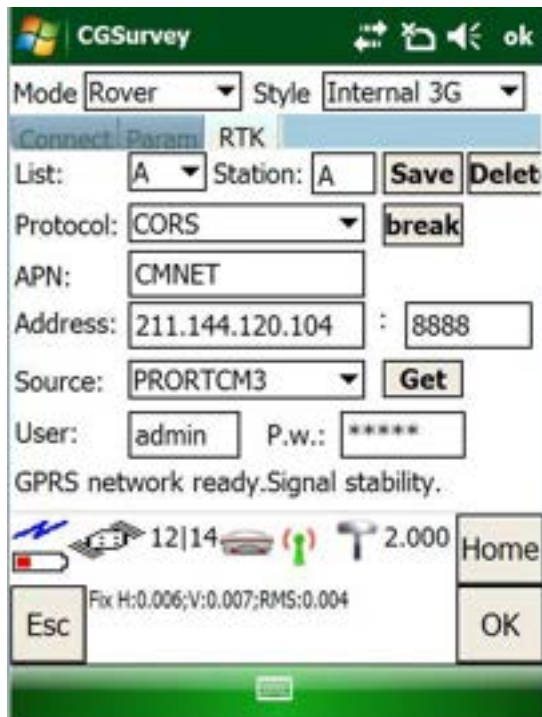 CGSurvey ok
Mode Rover Style Internal 3G
Connect Param RTK
List: A Station: A Save Delet
Protocol: CORS break
APN: CMNET
Address: 211.144.120.104 : 8888
Source: PRORTCM3 Get
User: admin P.w.: *****
GPRS network ready.Signal stability.
12|14 2.000 Home
Fix H:0.006;V:0.007;RMS:0.004
Esc OK